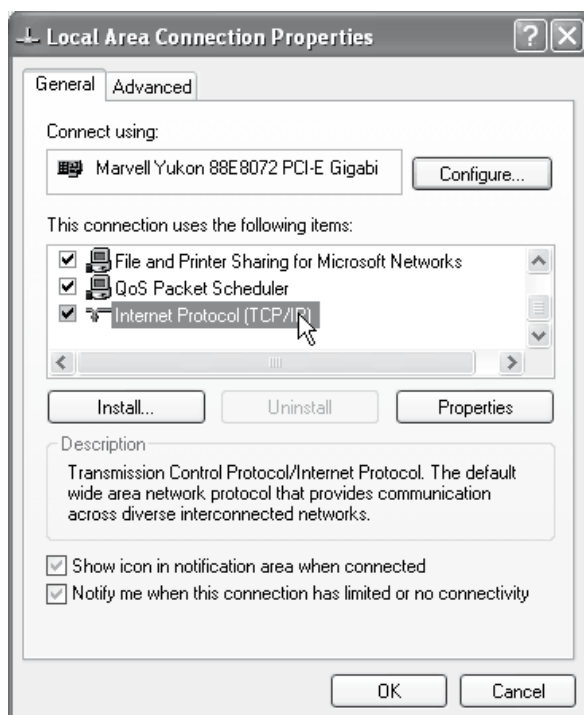 Local Area Connection Properties
General Advanced
Connect using:
Marvell Yukon 88E8072 PCI-E Gigabi
Configure...
This connection uses the following items:
File and Printer Sharing for Microsoft Networks
QoS Packet Scheduler
Internet Protocol (TCP/IP)
Install... Uninstall Properties
Description
Transmission Control Protocol/Internet Protocol. The default
wide area network protocol that provides communication
across diverse interconnected networks.
Show icon in notification area when connected
Notify me when this connection has limited or no connectivity
OK Cancel